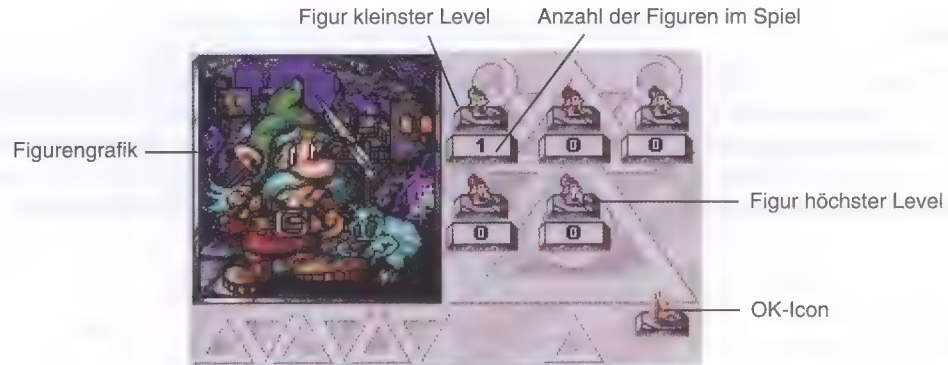 Figur kleinster Level
Anzahl der Figuren im Spiel
Figurengrafik
1
0
0
Figur höchster Level
0
0
OK-Icon